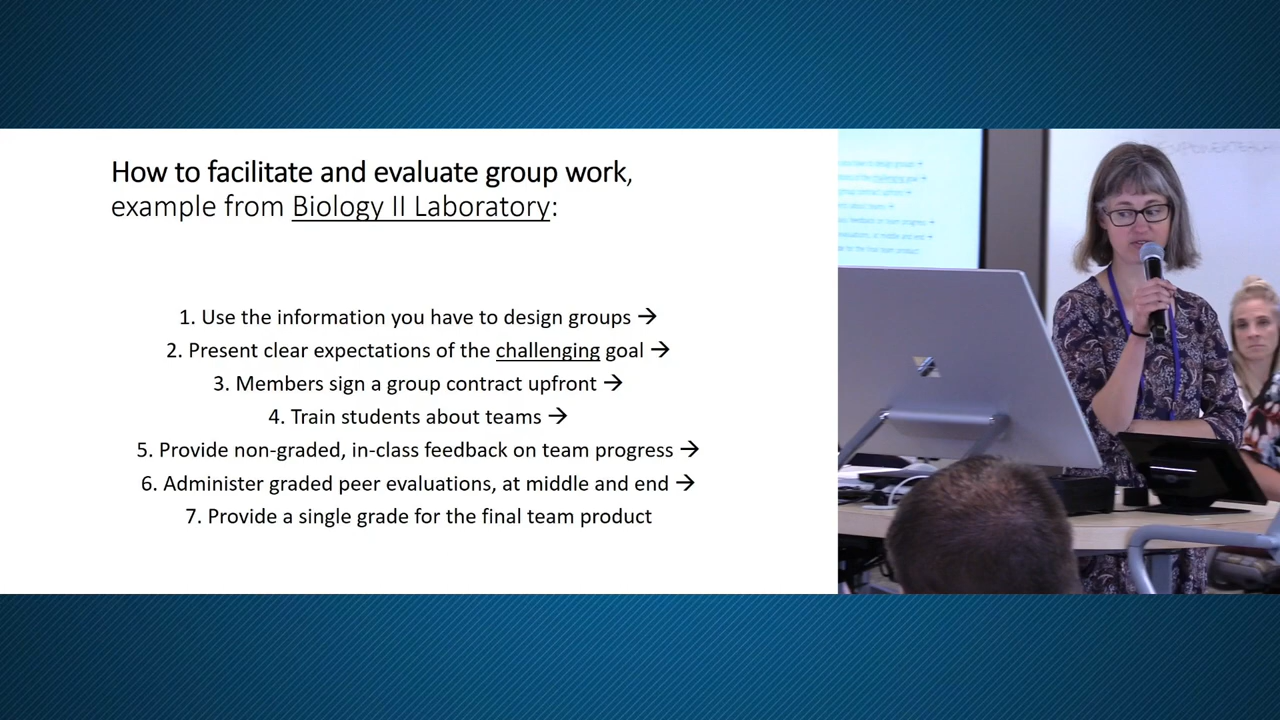 How to facilitate and evaluate group work,
example from Biology II Laboratory:
1. Use the information you have to design groups →
2. Present clear expectations of the challenging goal →
3. Members sign a group contract upfront →
4. Train students about teams →
5. Provide non-graded, in-class feedback on team progress →
6. Administer graded peer evaluations, at middle and end →
7. Provide a single grade for the final team product